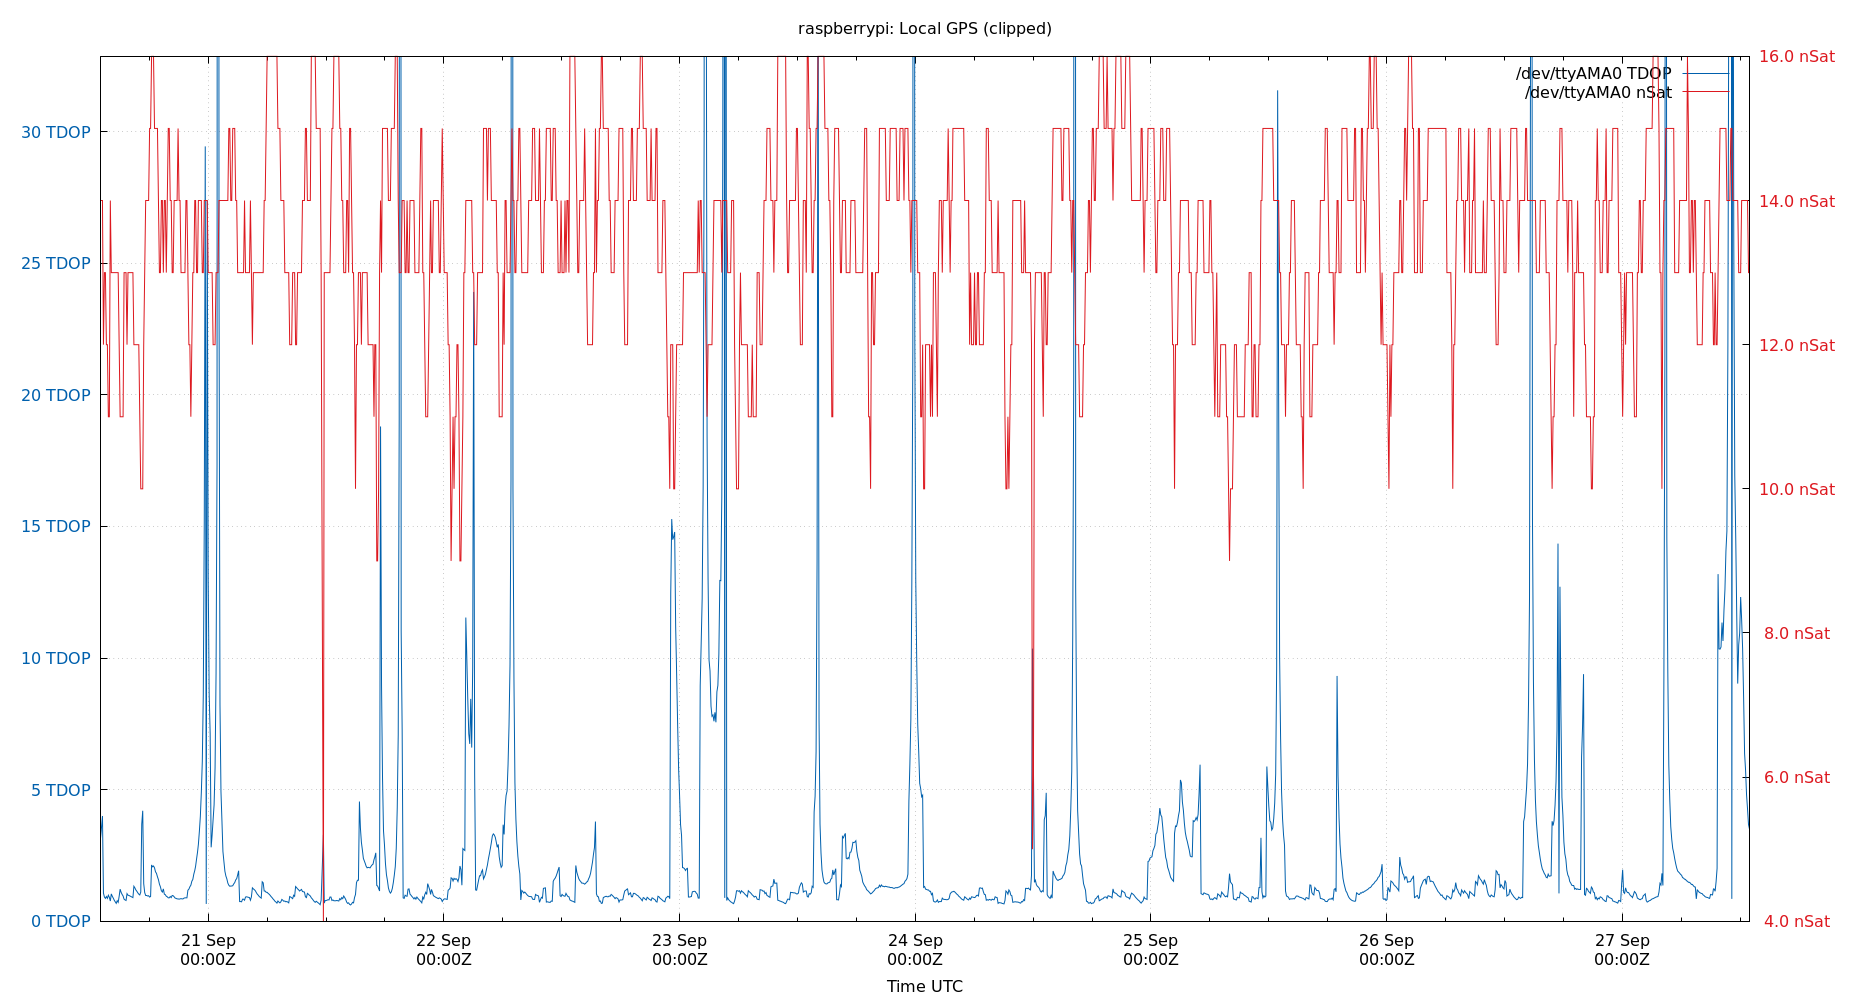 raspberrypi: Local GPS (clipped)
/dev/ttyAMA0 TDOP
/dev/ttyAMA0 nSat
30 TDOP
25 TDOP
20 TDOP
15 TDOP
10 TDOP
5 TDOP
0 TDOP
16.0 nSat
14.0 nSat
12.0 nSat
10.0 nSat
8.0 nSat
6.0 nSat
4.0 nSat
21 Sep
00:00Z
22 Sep
00:00Z
23 Sep
00:00Z
24 Sep
00:00Z
25 Sep
00:00Z
26 Sep
00:00Z
27 Sep
00:00Z
Time UTC